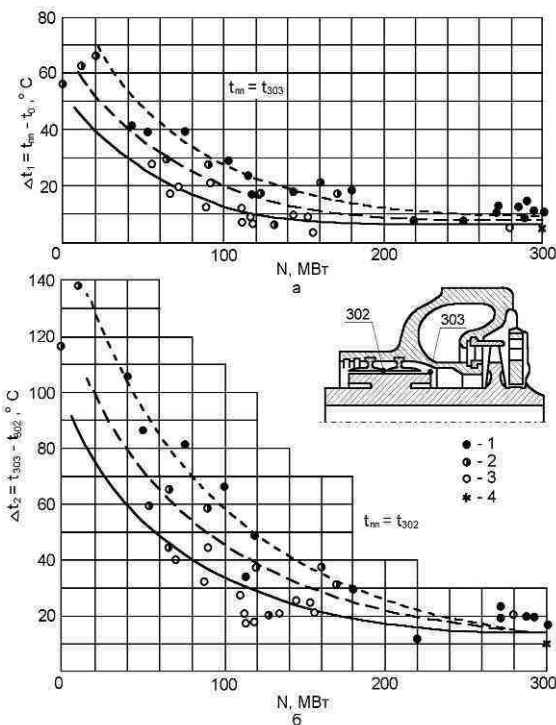 80
60
40
20
0
Δt₁ = tпп – t₀, °C
tпп = t₃₀₃
0 100 200 300
N, МВт
а
140
120
100
80
60
40
20
Δt₂ = t₃₀₃ – t₃₀₂, °C
302 303
● - 1
◑ - 2
○ - 3
✶ - 4
tпп = t₃₀₂
0 100 200 300
N, МВт
б